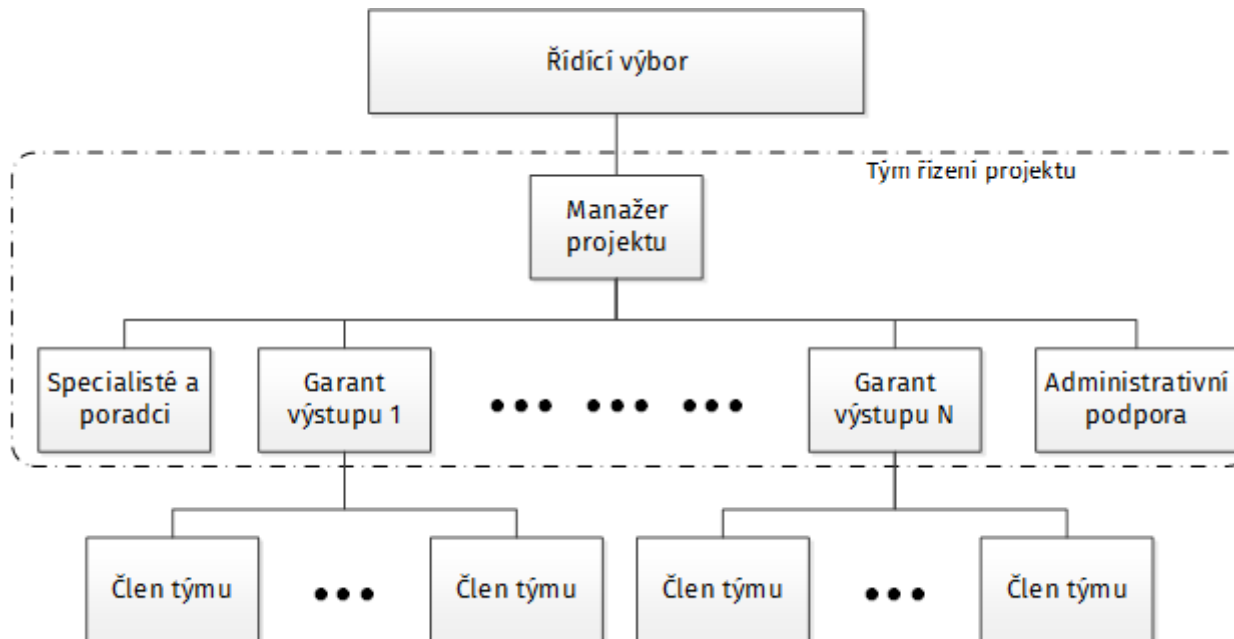 Řídící výbor
Tým řízení projektu
Manažer
projektu
Specialisté a
poradci
Garant
výstupu 1
Garant
výstupu N
Administrativní
podpora
Člen týmu
Člen týmu
Člen týmu
Člen týmu